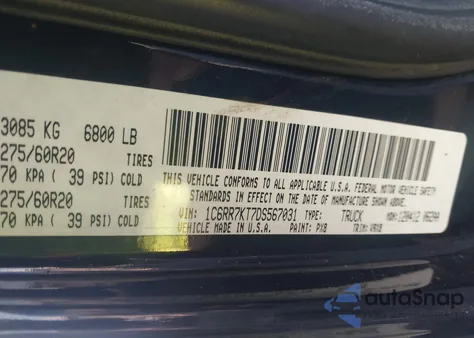 3085 KG 6800 LB
275/60R20 TIRES
70 KPA ( 39 PSI) COLD
275/60R20 TIRES
70 KPA ( 39 PSI) COLD
THIS VEHICLE CONFORMS TO ALL APPLICABLE U.S.A. FEDERAL MOTOR VEHICLE SAFETY
STANDARDS IN EFFECT ON THE DATE OF MANUFACTURE SHOWN ABOVE.
VIN: 1C6RR7KT7DS567031 TYPE: TRUCK
VEHICLE MADE IN U.S.A. PAINT: PX8 TRIM:
autoSnap